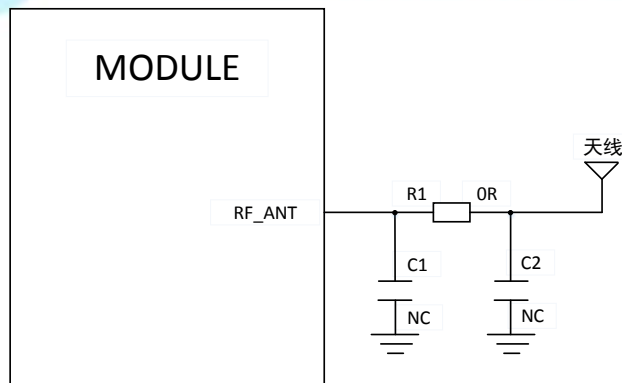 MODULE
天线
R1
0R
RF_ANT
C1
C2
NC
NC